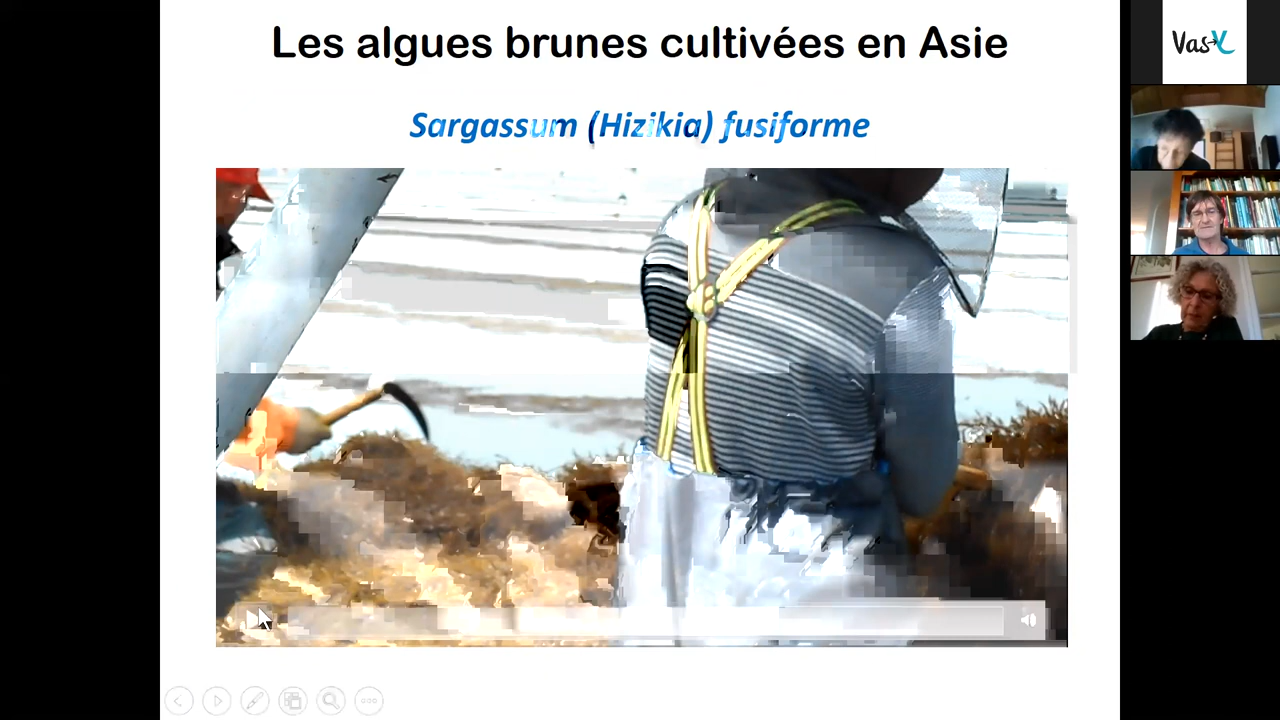 Les algues brunes cultivées en Asie
Sargassum (Hizikia) fusiforme
Vas